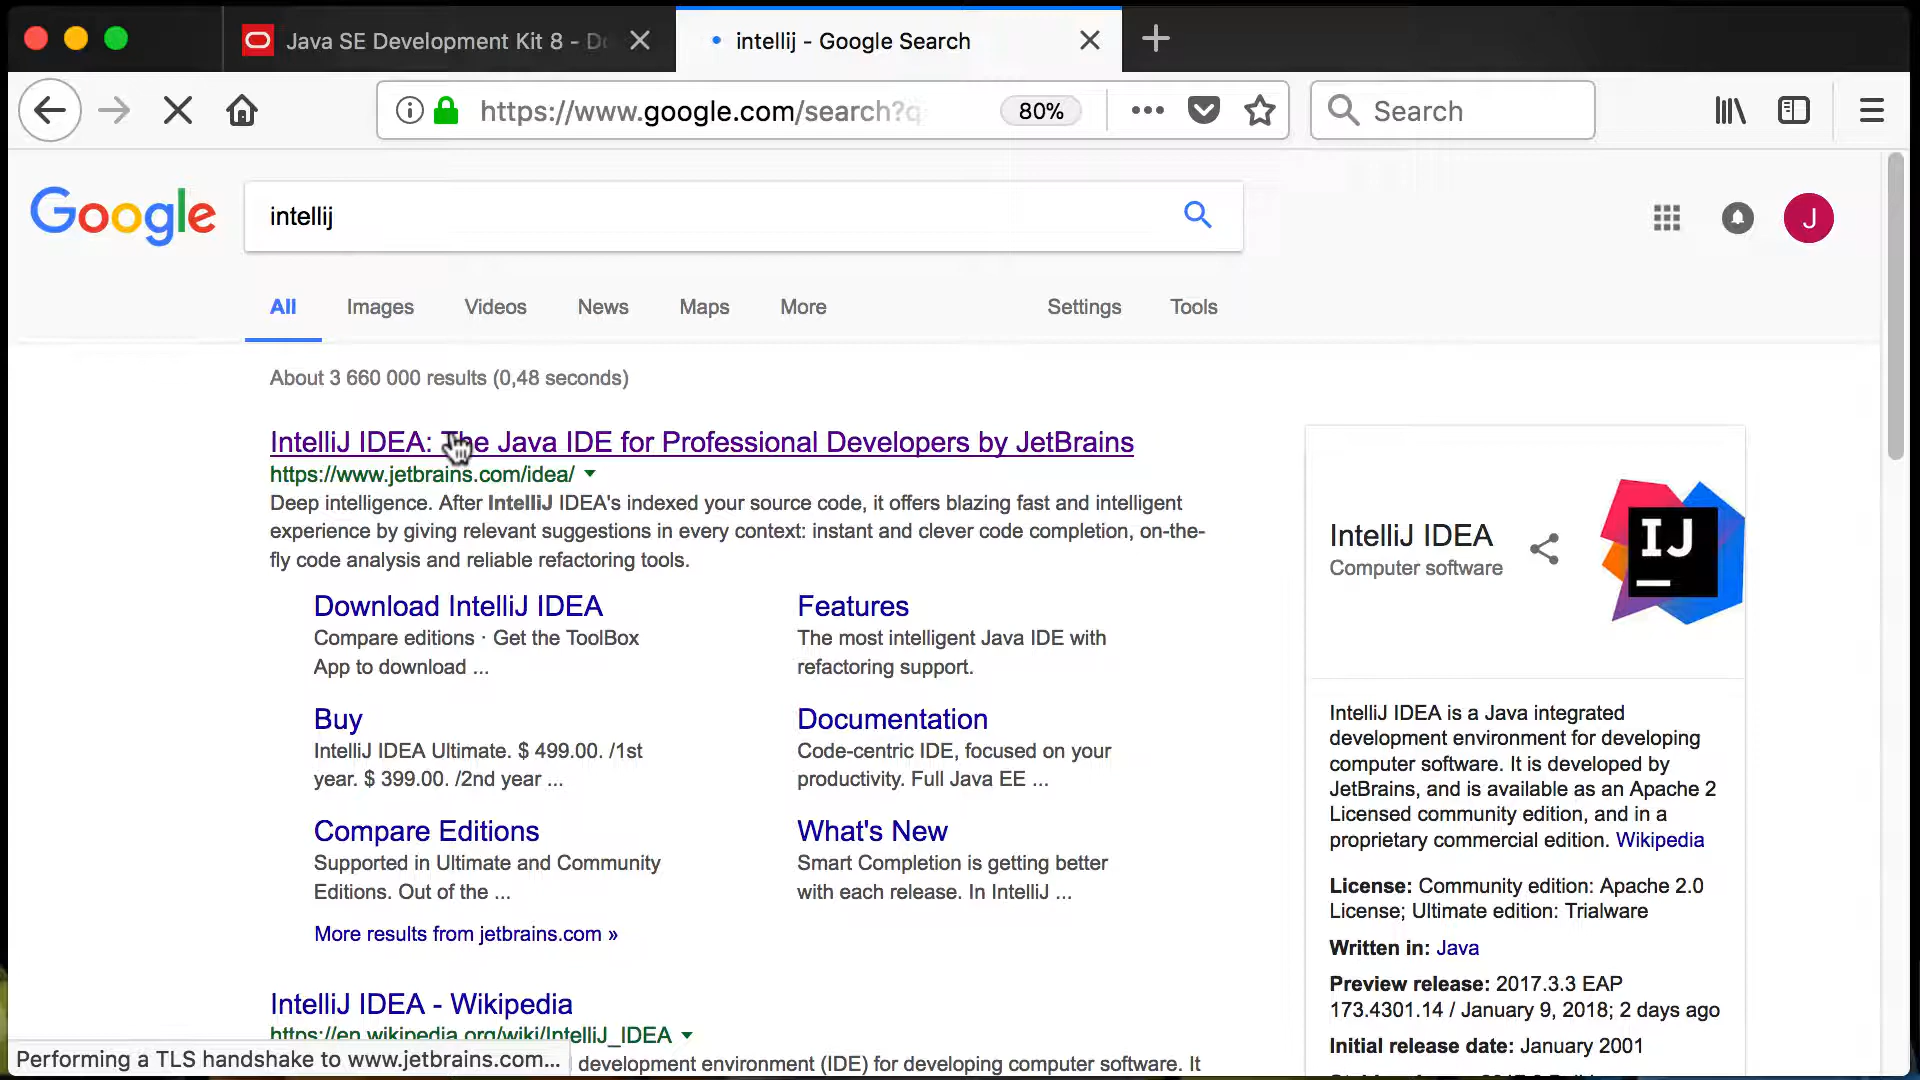 Java SE Development Kit 8 -
intellij - Google Search
https://www.google.com/search?q
80%
Search
Google
intellij
J
All
Images
Videos
News
Maps
More
Settings
Tools
About 3 660 000 results (0,48 seconds)
IntelliJ IDEA: The Java IDE for Professional Developers by JetBrains
https://www.jetbrains.com/idea/
Deep intelligence. After IntelliJ IDEA's indexed your source code, it offers blazing fast and intelligent
experience by giving relevant suggestions in every context: instant and clever code completion, on-the-
fly code analysis and reliable refactoring tools.
Download IntelliJ IDEA
Compare editions · Get the ToolBox
App to download ...
Features
The most intelligent Java IDE with
refactoring support.
Buy
IntelliJ IDEA Ultimate. $ 499.00. /1st
year. $ 399.00. /2nd year ...
Documentation
Code-centric IDE, focused on your
productivity. Full Java EE ...
Compare Editions
Supported in Ultimate and Community
Editions. Out of the ...
What's New
Smart Completion is getting better
with each release. In IntelliJ ...
More results from jetbrains.com »
IntelliJ IDEA - Wikipedia
https://en.wikipedia.org/wiki/IntelliJ_IDEA
development environment (IDE) for developing computer software. It
Performing a TLS handshake to www.jetbrains.com...
IntelliJ IDEA
Computer software
IJ
IntelliJ IDEA is a Java integrated
development environment for developing
computer software. It is developed by
JetBrains, and is available as an Apache 2
Licensed community edition, and in a
proprietary commercial edition. Wikipedia
License: Community edition: Apache 2.0
License; Ultimate edition: Trialware
Written in: Java
Preview release: 2017.3.3 EAP
173.4301.14 / January 9, 2018; 2 days ago
Initial release date: January 2001